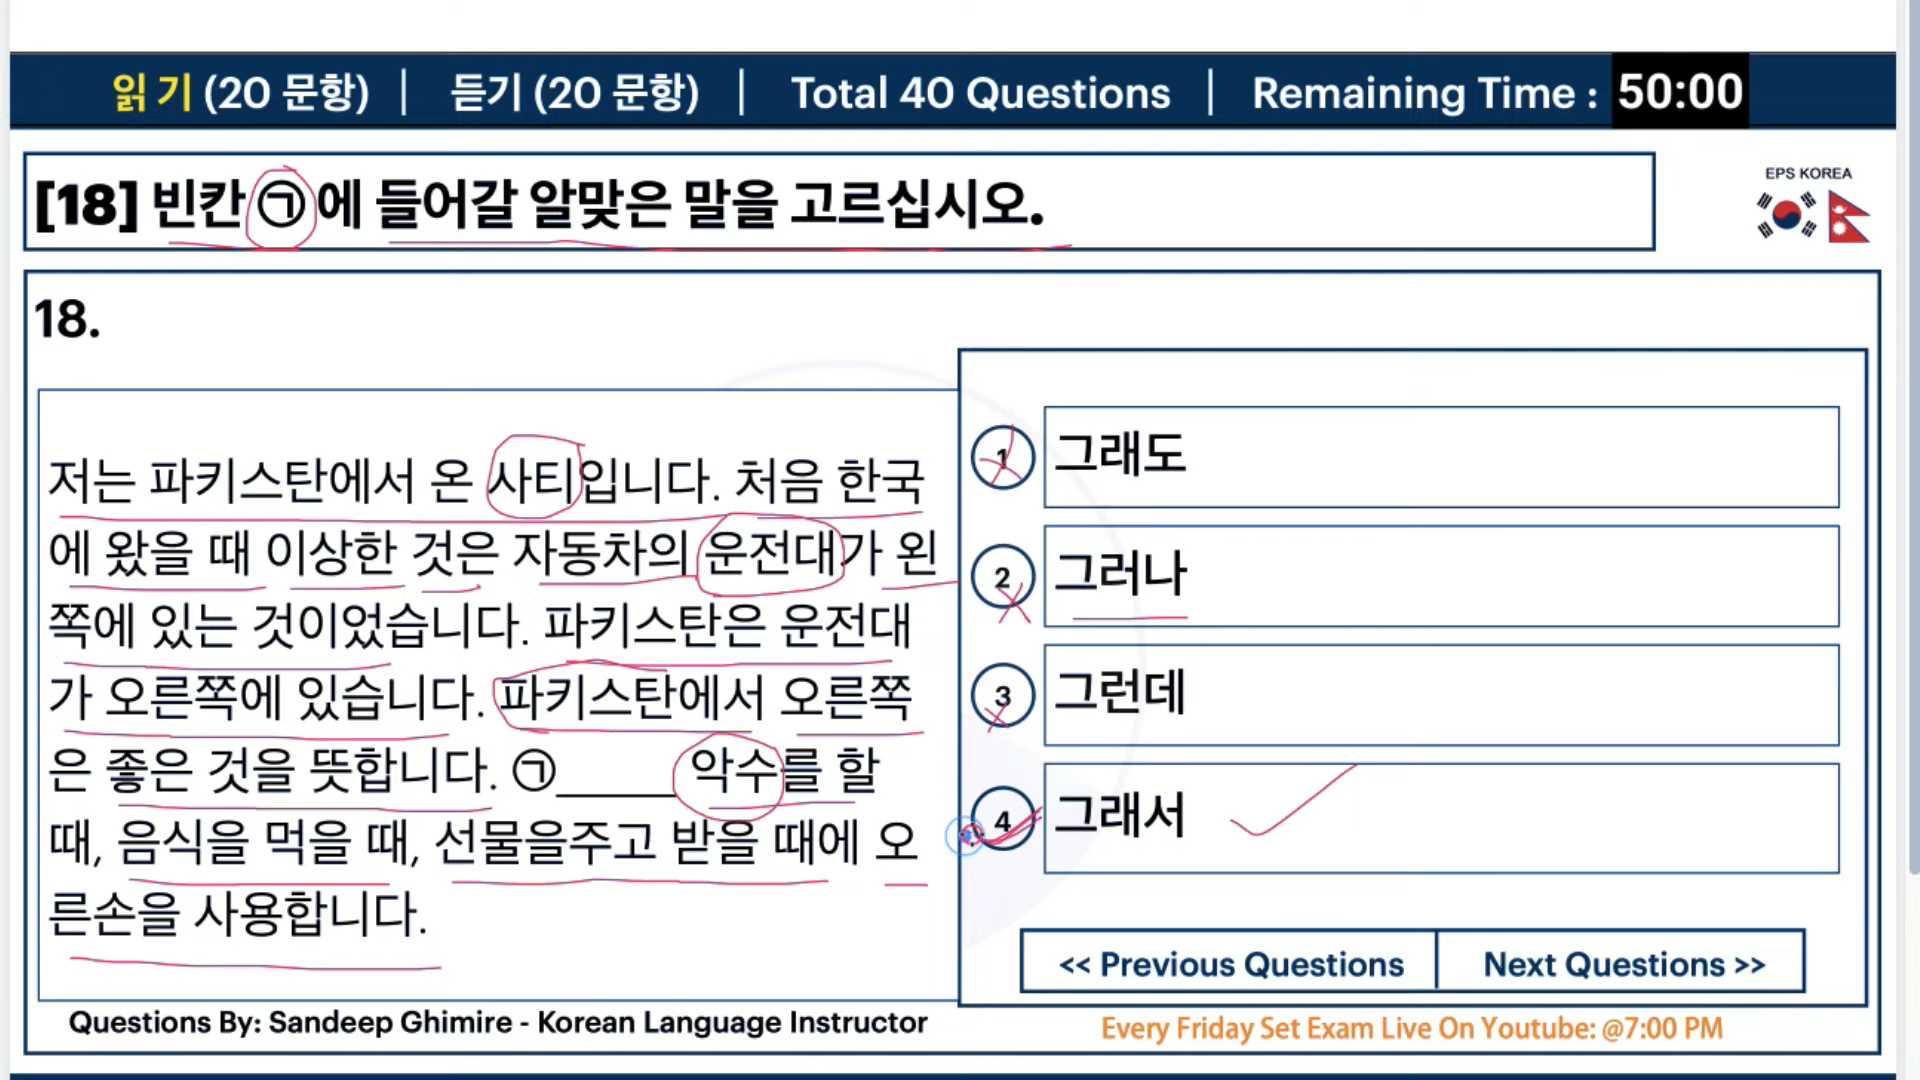 읽기 (20 문항) | 듣기 (20 문항) | Total 40 Questions | Remaining Time : 50:00
[18] 빈칸 ㉠에 들어갈 알맞은 말을 고르십시오.
EPS KOREA
18.
저는 파키스탄에서 온 사티입니다. 처음 한국
에 왔을 때 이상한 것은 자동차의 운전대가 왼
쪽에 있는 것이었습니다. 파키스탄은 운전대
가 오른쪽에 있습니다. 파키스탄에서 오른쪽
은 좋은 것을 뜻합니다. ㉠______ 악수를 할
때, 음식을 먹을 때, 선물을주고 받을 때에 오
른손을 사용합니다.
1 그래도
2 그러나
3 그런데
4 그래서
<< Previous Questions
Next Questions >>
Questions By: Sandeep Ghimire - Korean Language Instructor
Every Friday Set Exam Live On Youtube: @7:00 PM